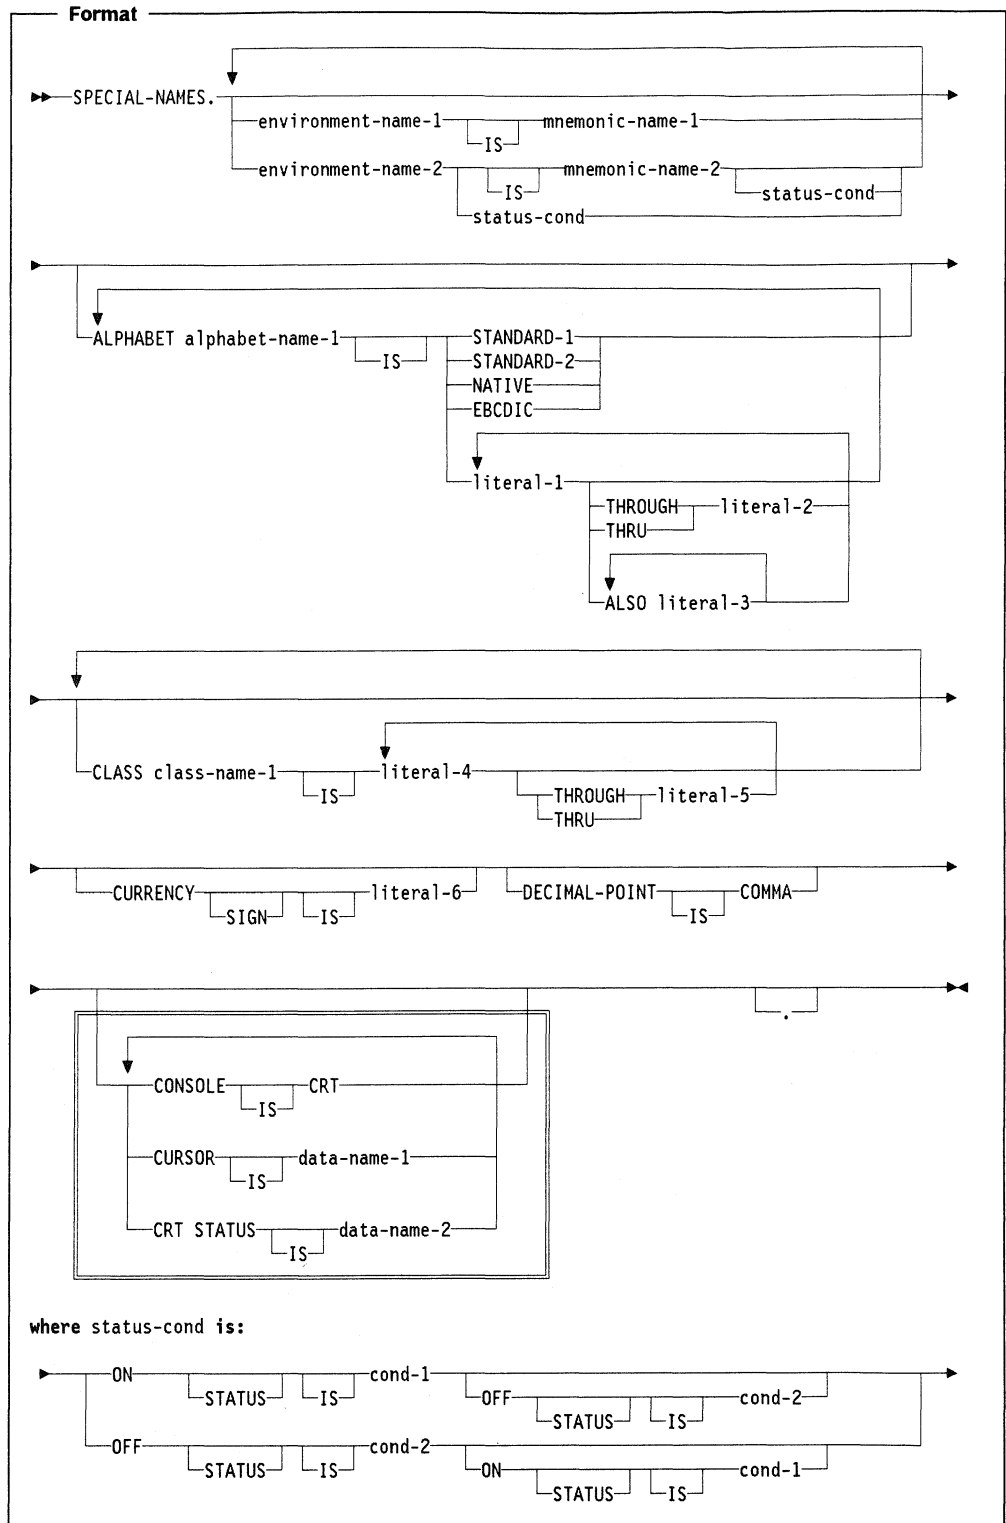 Format
SPECIAL-NAMES.
environment-name-1 IS mnemonic-name-1
environment-name-2 IS mnemonic-name-2 status-cond
status-cond
ALPHABET alphabet-name-1 IS STANDARD-1
STANDARD-2
NATIVE
EBCDIC
literal-1
THROUGH literal-2
THRU
ALSO literal-3
CLASS class-name-1 IS literal-4
THROUGH literal-5
THRU
CURRENCY SIGN IS literal-6 DECIMAL-POINT IS COMMA
.
CONSOLE IS CRT
CURSOR IS data-name-1
CRT STATUS IS data-name-2
where status-cond is:
ON STATUS IS cond-1 OFF STATUS IS cond-2
OFF STATUS IS cond-2 ON STATUS IS cond-1